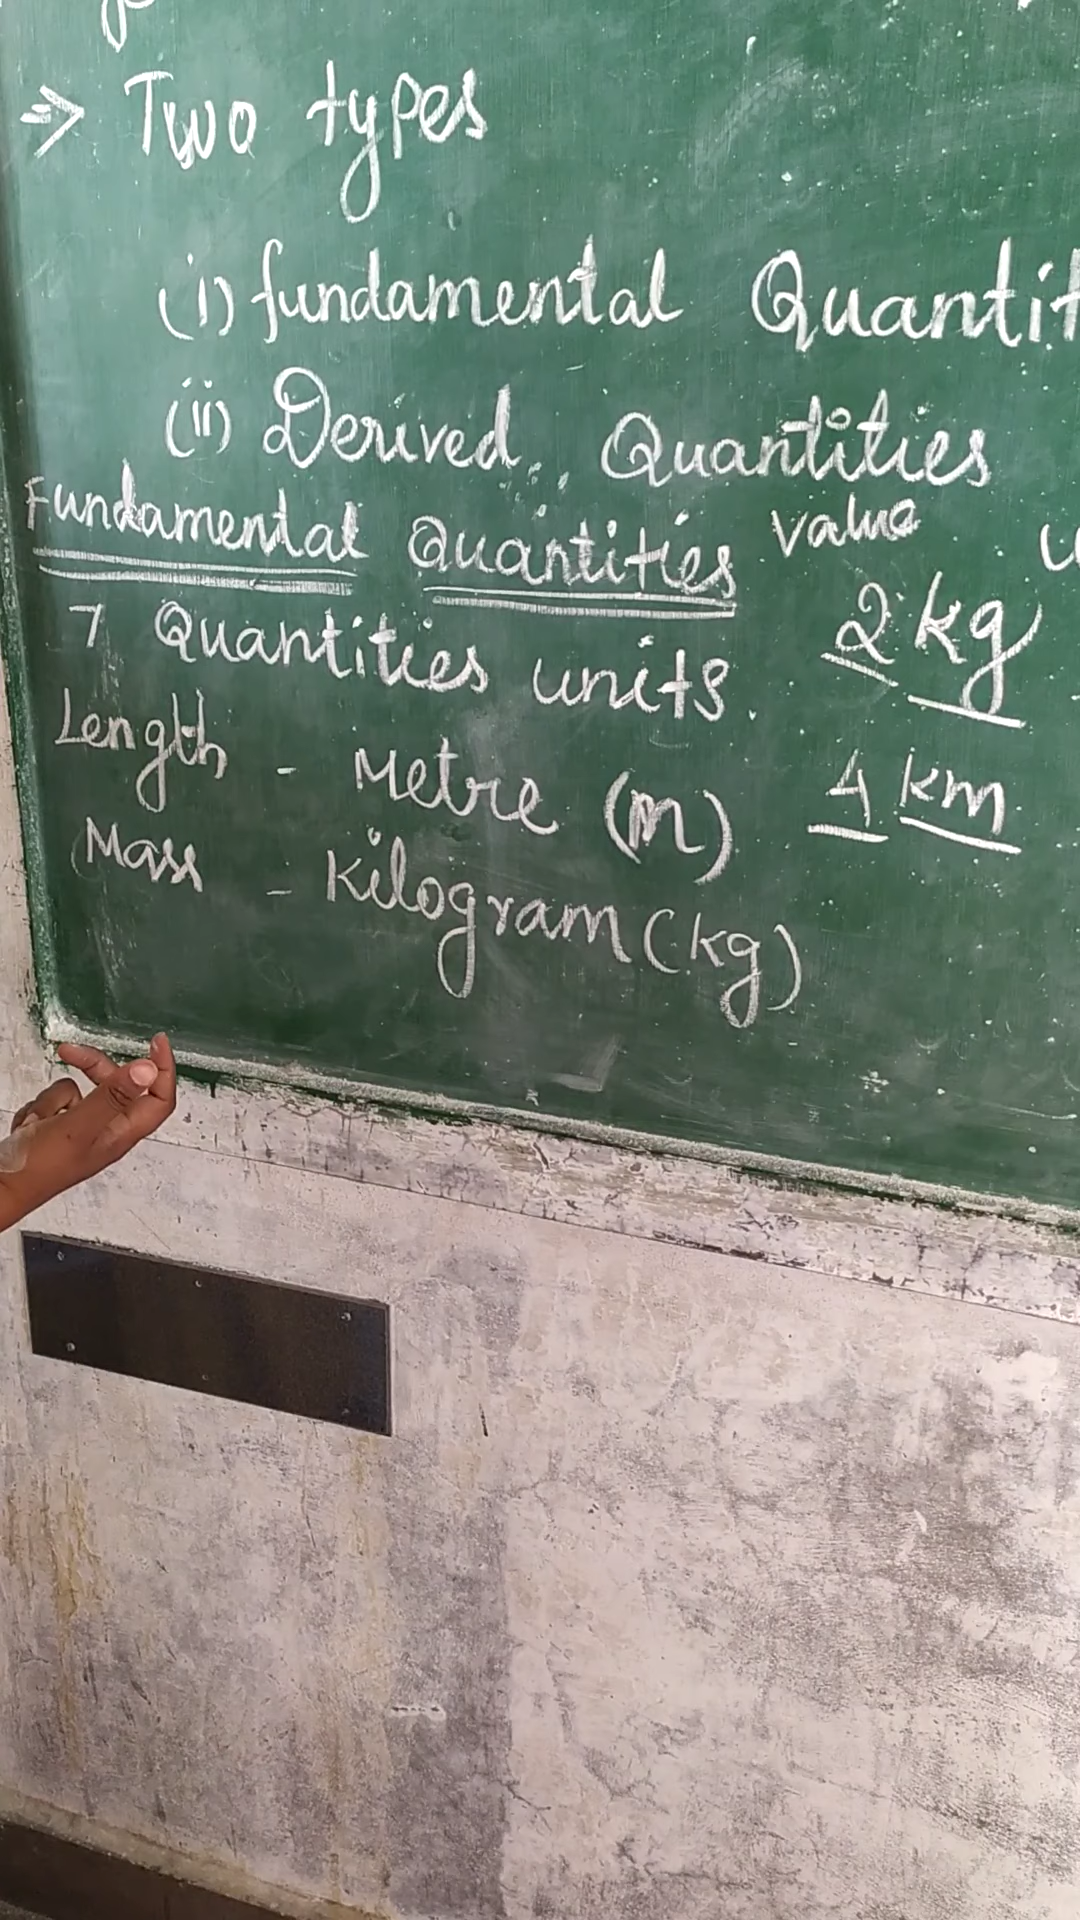 => Two types
(i) fundamental Quantit
(ii) Derived Quantities
Fundamental Quantities value
7 Quantities units. 2 kg
Length - Metre (m) 4 km
Mass - Kilogram (kg)